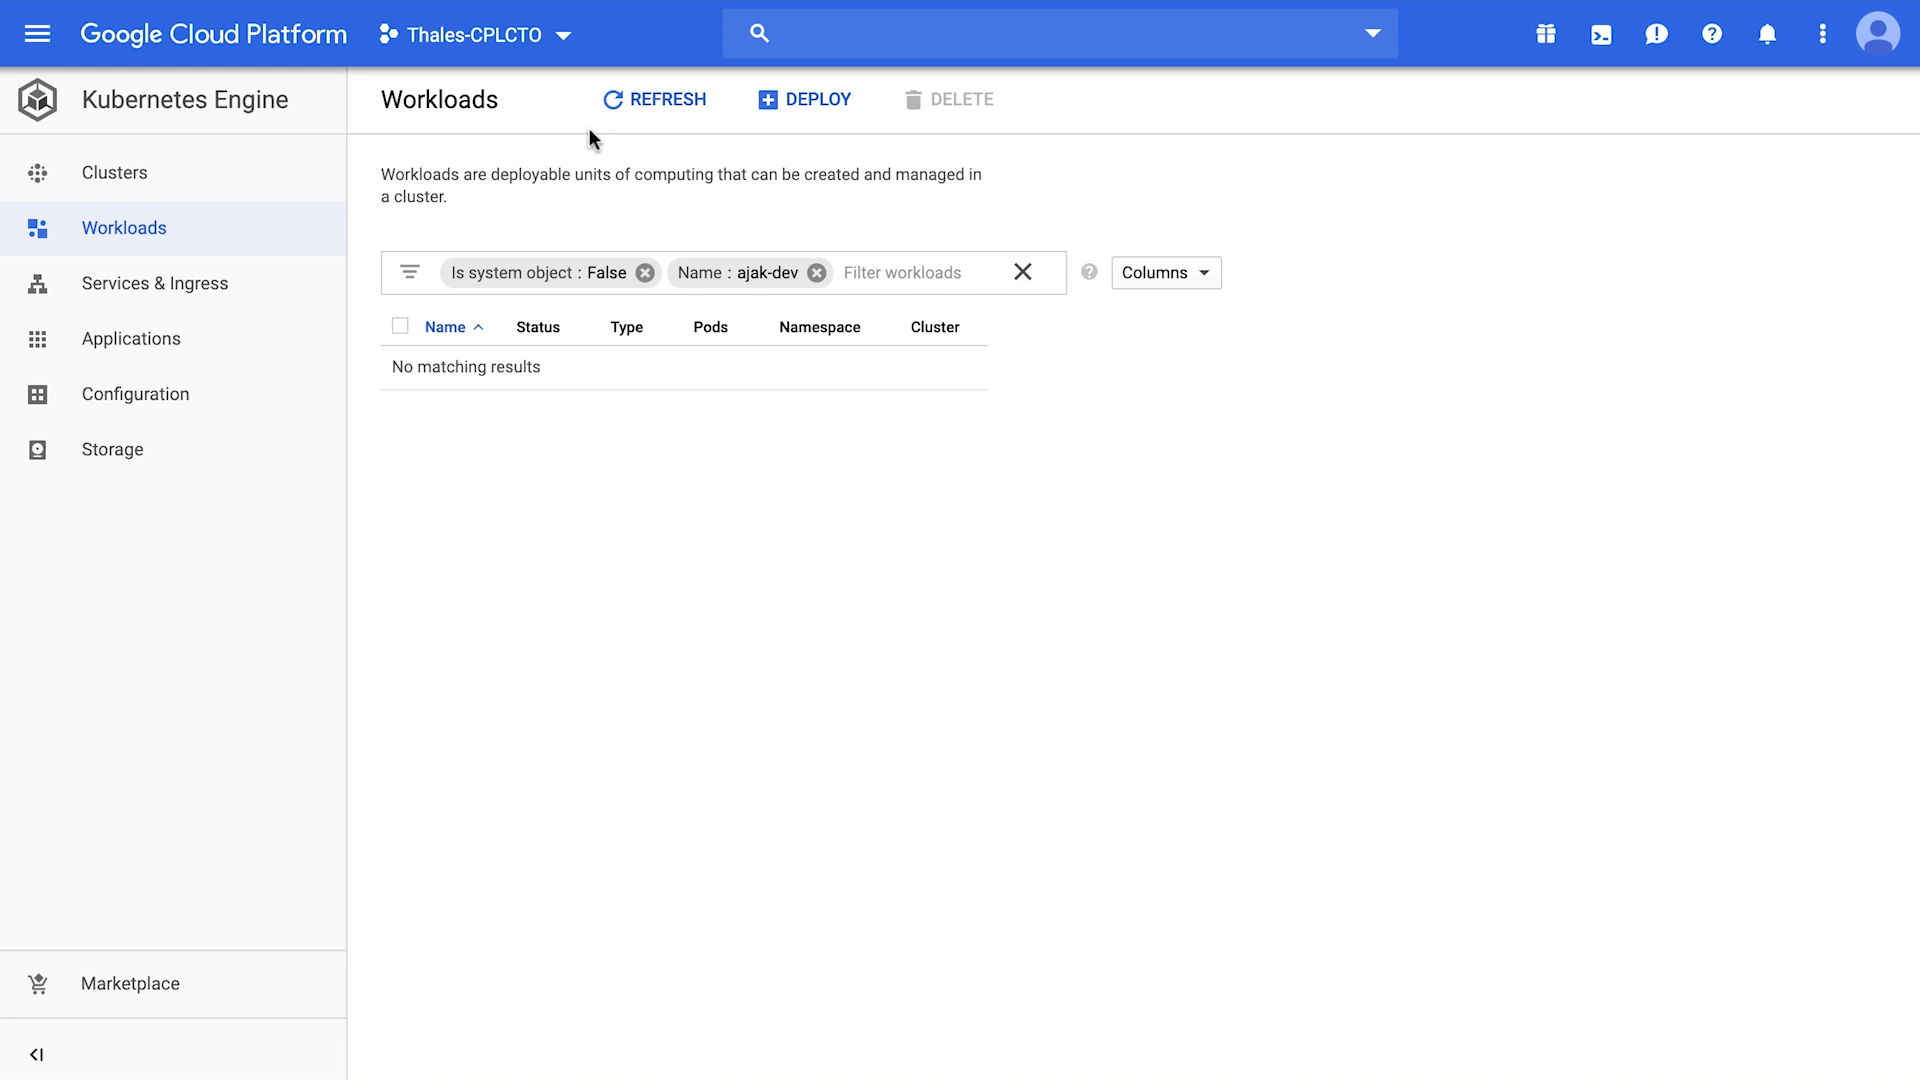 Google Cloud Platform
Thales-CPLCTO
Kubernetes Engine
Workloads
REFRESH
DEPLOY
DELETE
Clusters
Workloads
Services & Ingress
Applications
Configuration
Storage
Marketplace
Workloads are deployable units of computing that can be created and managed in
a cluster.
Is system object : False
Name : ajak-dev
Filter workloads
Columns
Name Status Type Pods Namespace Cluster
No matching results